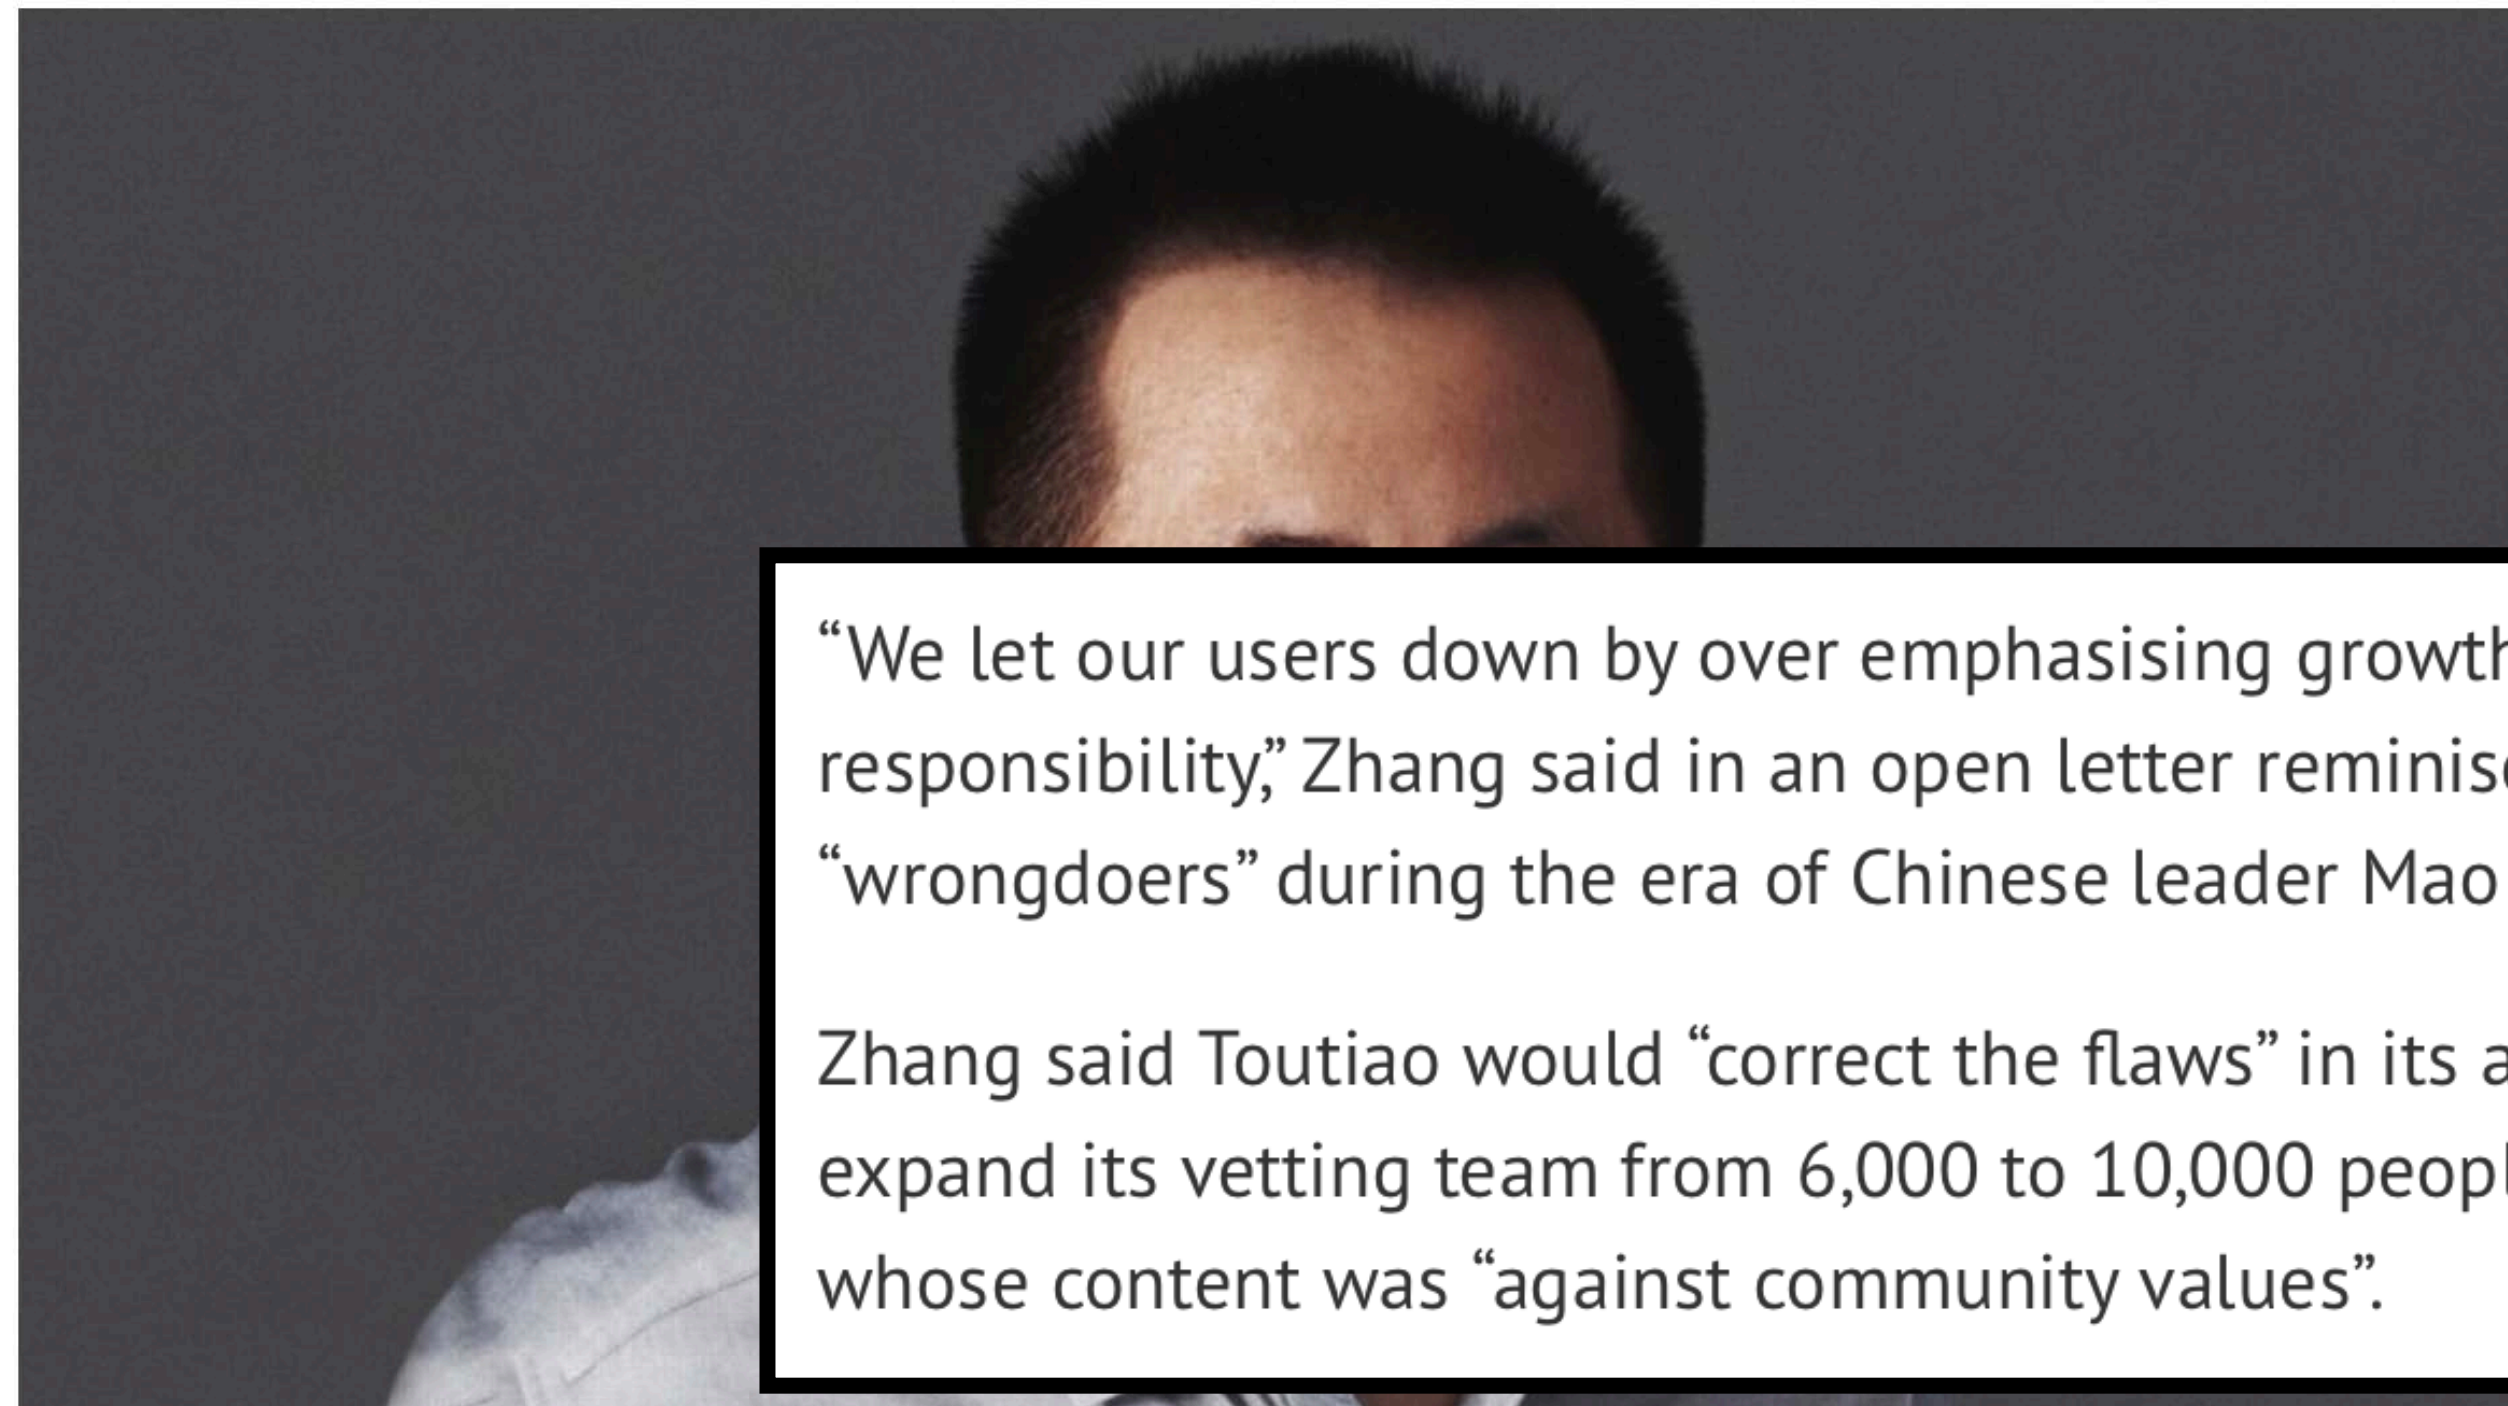 “We let our users down by over emphasising growth
responsibility,” Zhang said in an open letter
“wrongdoers” during the era of Chinese leader Mao
Zhang said Toutiao would “correct the flaws” in its
expand its vetting team from 6,000 to 10,000
whose content was “against community values”.